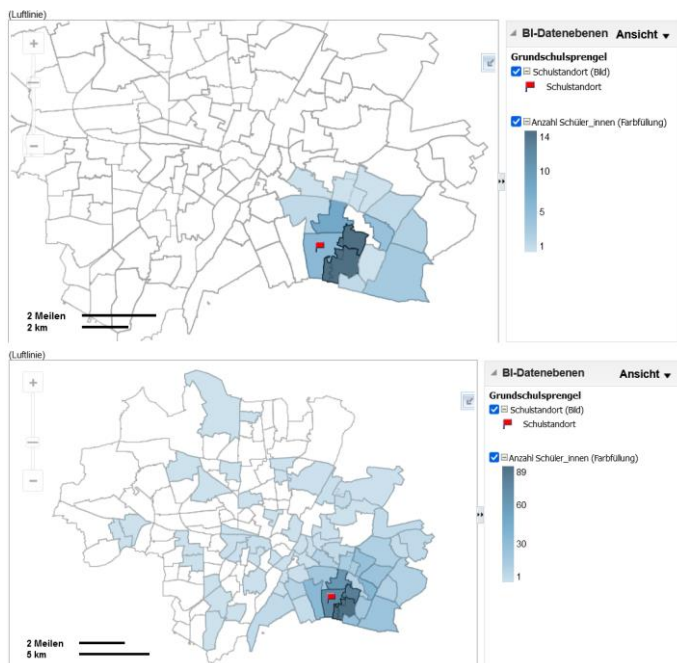 (Luftlinie)
BI-Datenebenen Ansicht
Grundschulsprengel
Schulstandort (Bild)
Schulstandort
Anzahl Schüler_innen (Farbfüllung)
14
10
5
1
2 Meilen
2 km
(Luftlinie)
BI-Datenebenen Ansicht
Grundschulsprengel
Schulstandort (Bild)
Schulstandort
Anzahl Schüler_innen (Farbfüllung)
89
60
30
1
2 Meilen
5 km